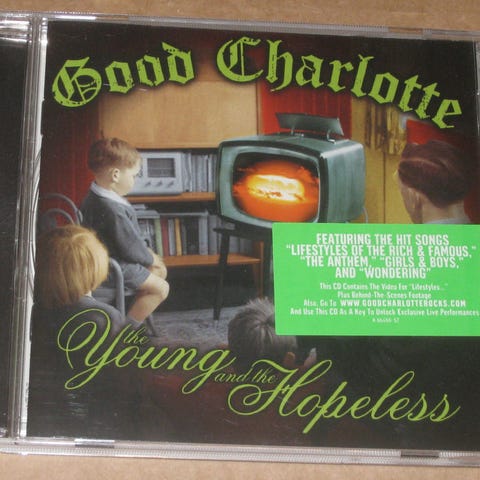 Good Charlotte
FEATURING THE HIT SONGS
"LIFESTYLES OF THE RICH & FAMOUS,"
"THE ANTHEM," "GIRLS & BOYS,"
AND "WONDERING"
This CD Contains The Video For "Lifestyles..."
Plus Behind-The-Scenes Footage
Also, Go To WWW.GOODCHARLOTTEROCKS.COM
And Use This CD As A Key To Unlock Exclusive Live Performances
the
Young and the
Hopeless